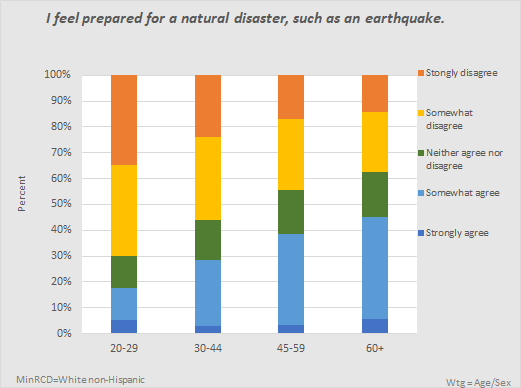 I feel prepared for a natural disaster, such as an earthquake.
100%
90%
80%
70%
60%
50%
40%
30%
20%
10%
0%
Percent
20-29
30-44
45-59
60+
Stongly disagree
Somewhat
disagree
Neither agree nor
disagree
Somewhat agree
Strongly agree
MinRCD=White non-Hispanic
Wtg = Age/Sex